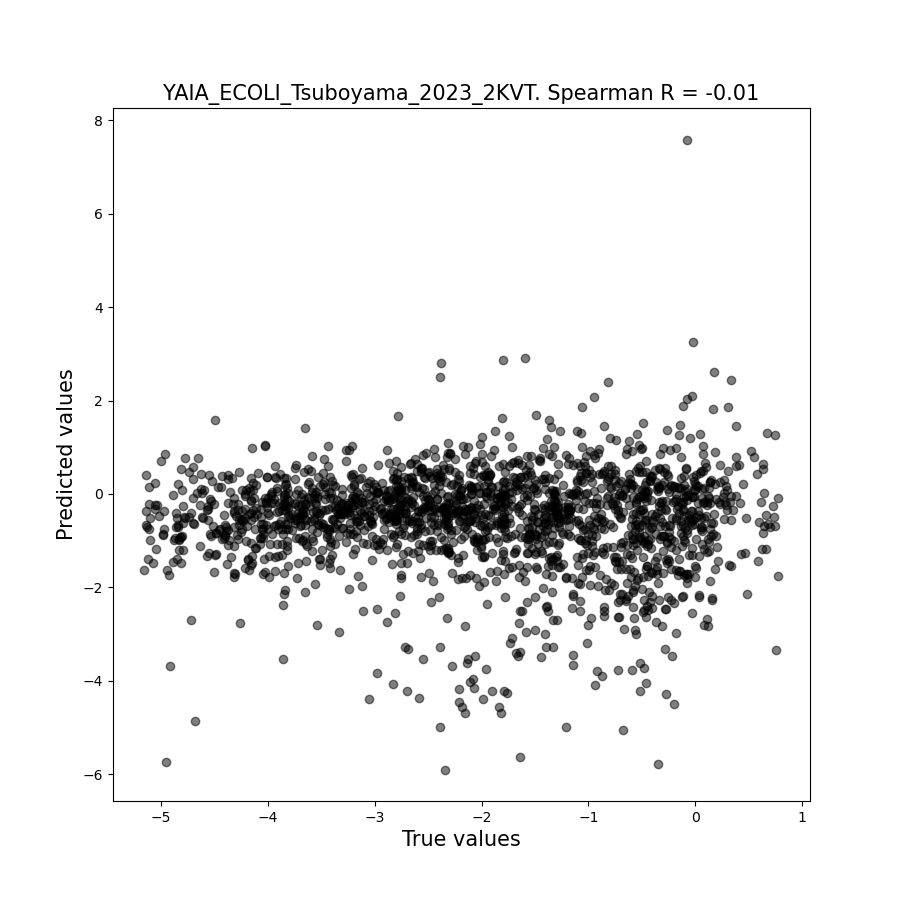 YAIA_ECOLI_Tsuboyama_2023_2KVT. Spearman R = -0.01
8
6
4
2
0
−2
−4
−6
Predicted values
−5 −4 −3 −2 −1 0 1
True values